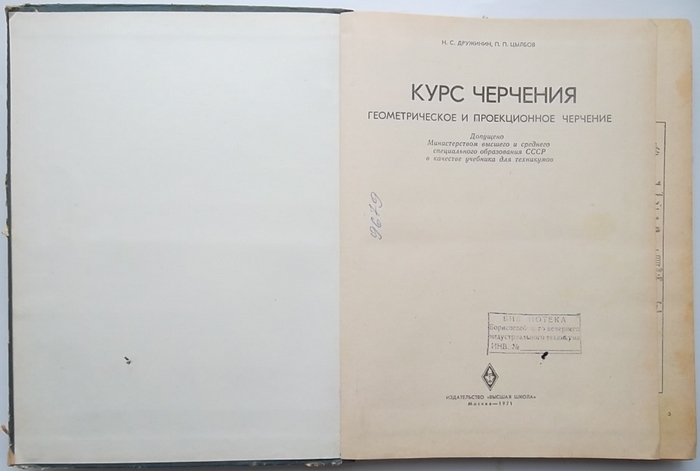 Н. С. ДРУЖИНИН, П. П. ЦЫЛБОВ
КУРС ЧЕРЧЕНИЯ
ГЕОМЕТРИЧЕСКОЕ И ПРОЕКЦИОННОЕ ЧЕРЧЕНИЕ
Допущено
Министерством высшего и среднего
специального образования СССР
в качестве учебника для техникумов
9679
ИНВ. №
ИЗДАТЕЛЬСТВО «ВЫСШАЯ ШКОЛА»
Москва—1971